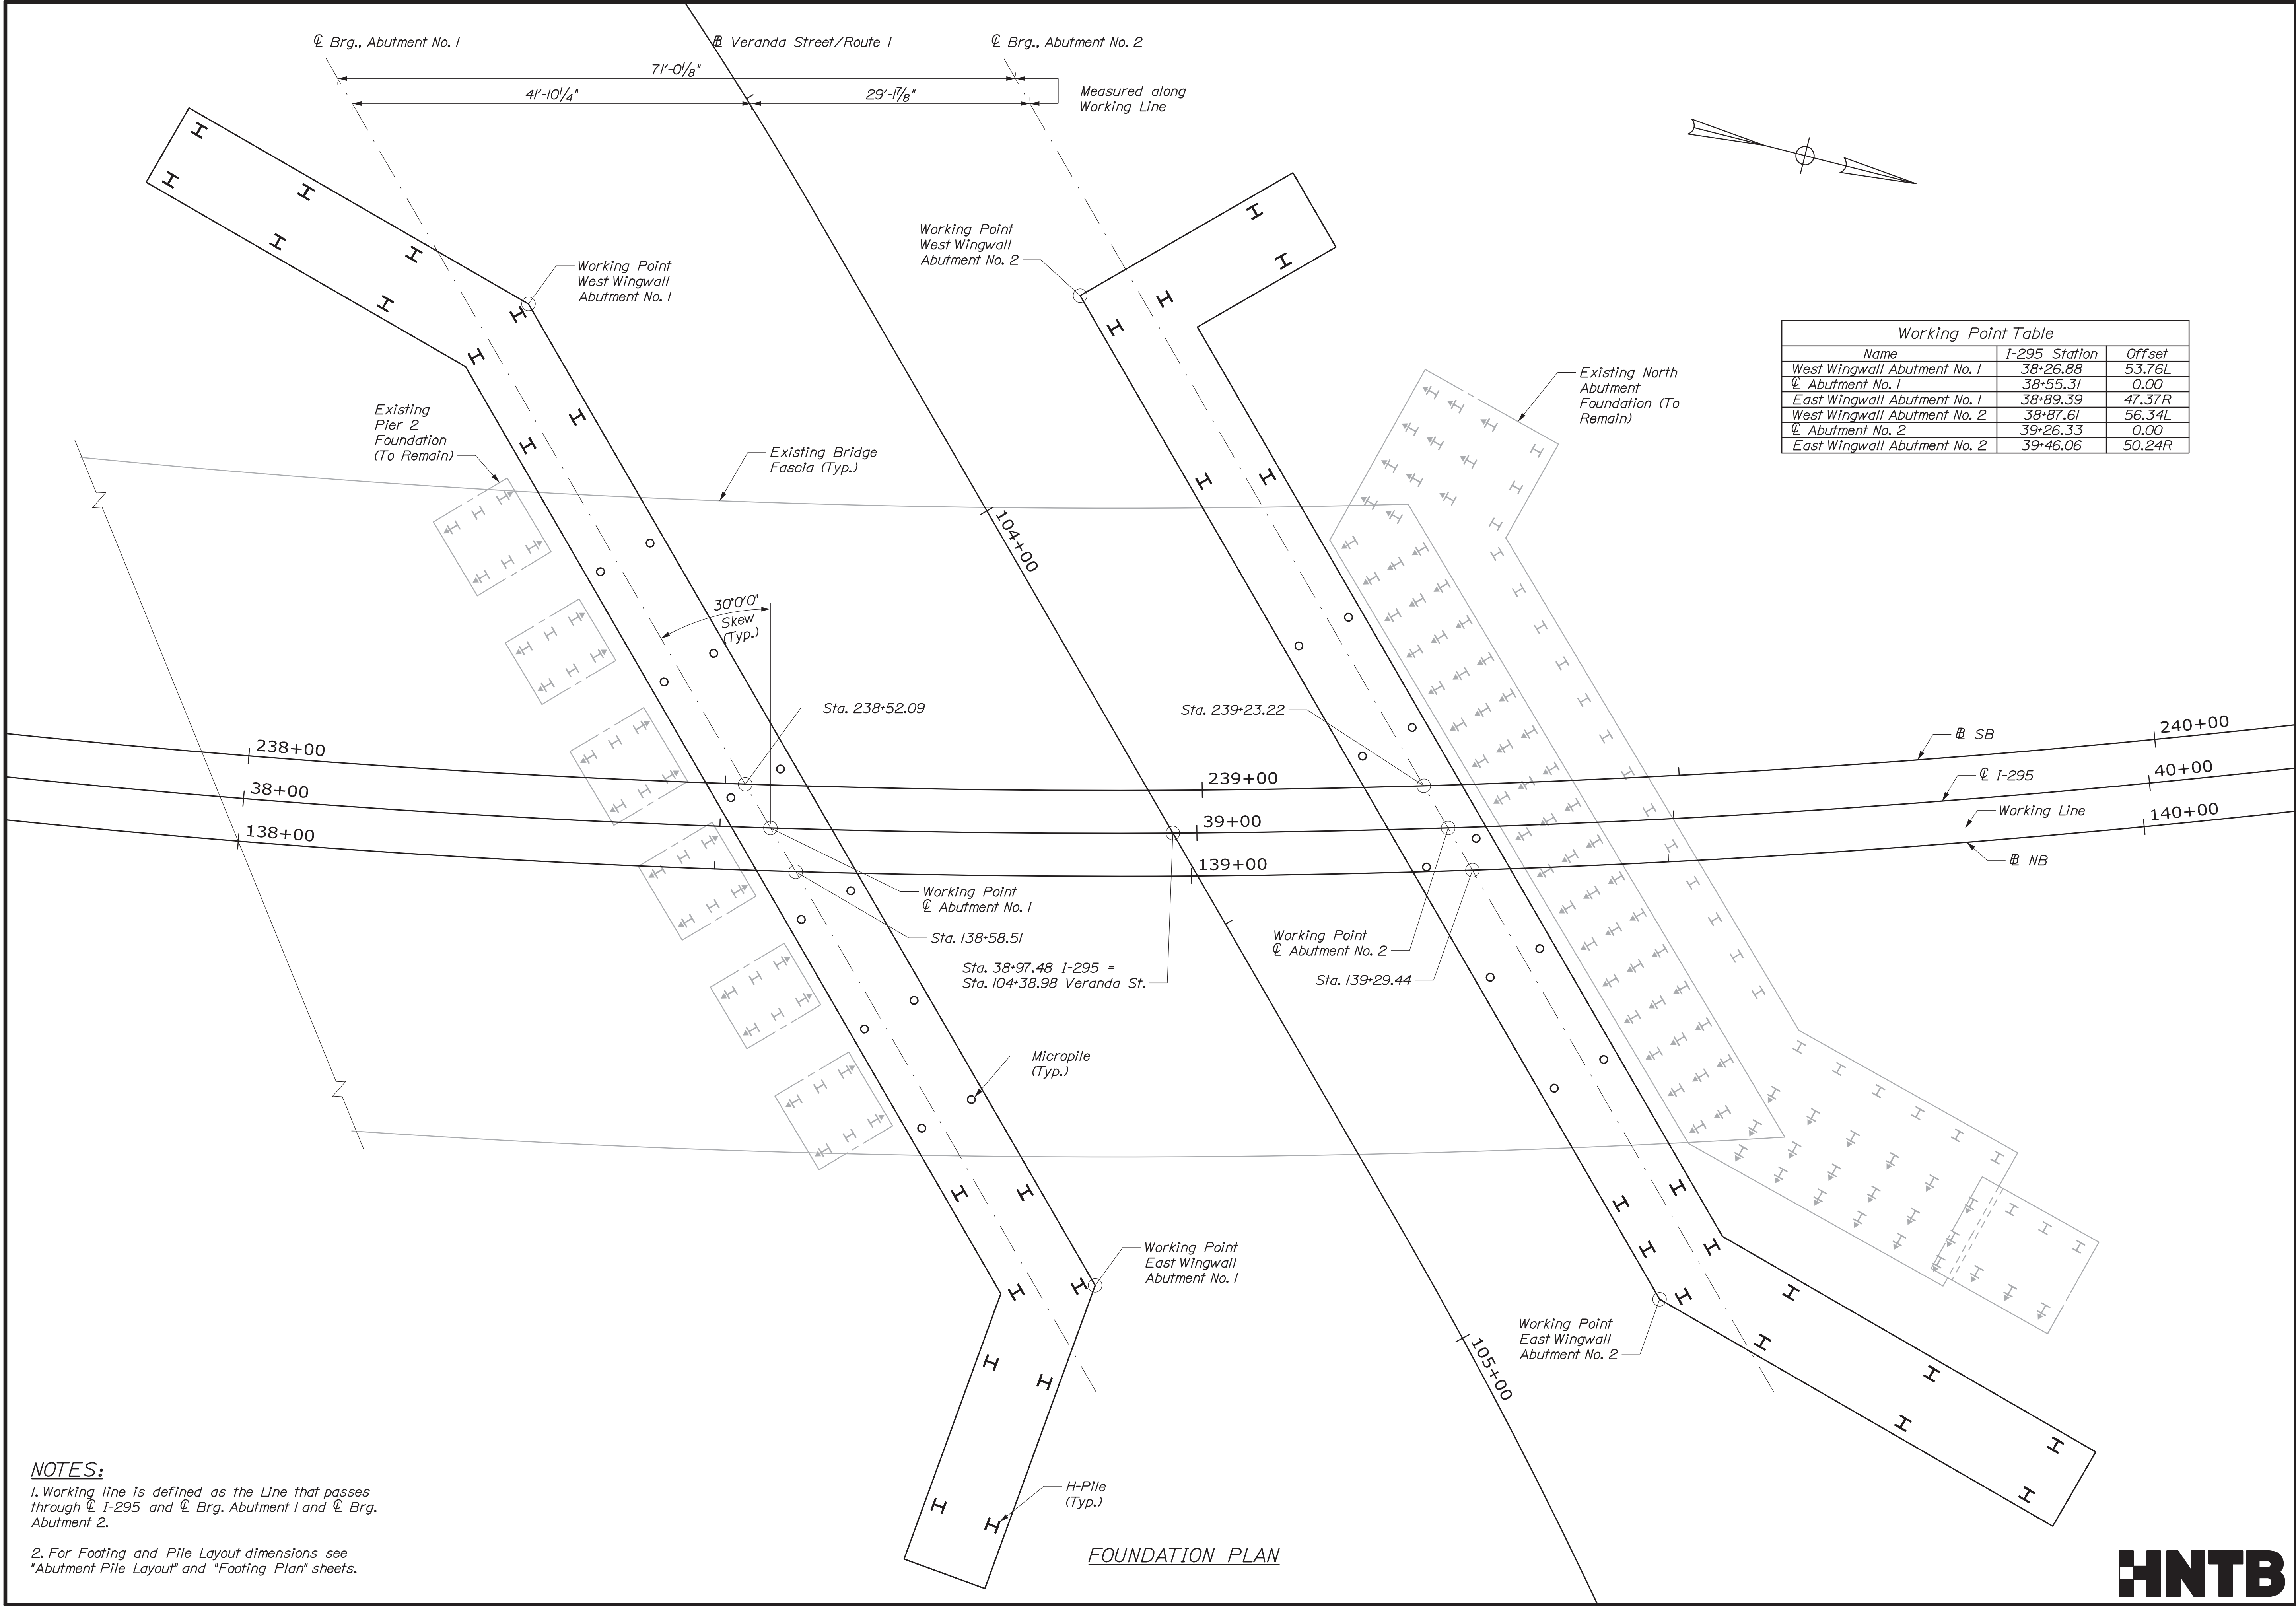 ℄ Brg., Abutment No. 1
℄ Brg., Abutment No. 2
71'-0 1/8"
41'-10 1/4"
29'-1 7/8"
Measured along
Working Line
Working Point
West Wingwall
Abutment No. 1
Working Point
West Wingwall
Abutment No. 2
Working Point Table
Name I-295 Station Offset
West Wingwall Abutment No. 1 38+26.88 53.76L
℄ Abutment No. 1 38+55.31 0.00
East Wingwall Abutment No. 1 38+89.39 47.37R
West Wingwall Abutment No. 2 38+87.61 56.34L
℄ Abutment No. 2 39+26.33 0.00
East Wingwall Abutment No. 2 39+46.06 50.24R
Existing North
Abutment
Foundation (To
Remain)
Existing
Pier 2
Foundation
(To Remain)
Existing Bridge
Fascia (Typ.)
104+00
30°0'0"
Skew
(Typ.)
Sta. 238+52.09
Sta. 239+23.22
238+00
239+00
240+00
SB
38+00
39+00
40+00
℄ I-295
138+00
139+00
140+00
Working Line
NB
Working Point
℄ Abutment No. 1
Sta. 138+58.51
Sta. 38+97.48 I-295 =
Sta. 104+38.98 Veranda St.
Working Point
℄ Abutment No. 2
Sta. 139+29.44
Micropile
(Typ.)
Working Point
East Wingwall
Abutment No. 1
Working Point
East Wingwall
Abutment No. 2
105+00
H-Pile
(Typ.)
Veranda Street/Route 1
NOTES:
1. Working line is defined as the Line that passes
through ℄ I-295 and ℄ Brg. Abutment 1 and ℄ Brg.
Abutment 2.
2. For Footing and Pile Layout dimensions see
"Abutment Pile Layout" and "Footing Plan" sheets.
FOUNDATION PLAN
HNTB